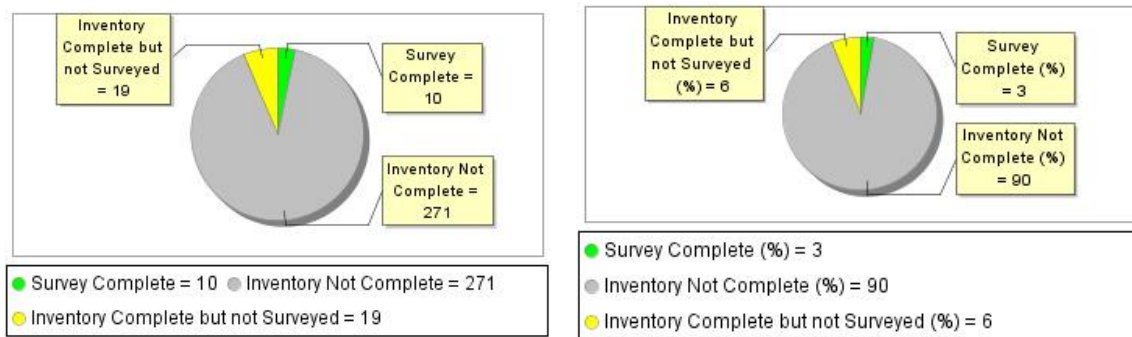 Inventory
Complete but
not Surveyed
= 19
Survey
Complete =
10
Inventory Not
Complete =
271
Survey Complete = 10 Inventory Not Complete = 271
Inventory Complete but not Surveyed = 19
Inventory
Complete but
not Surveyed
(%) = 6
Survey
Complete (%)
= 3
Inventory Not
Complete (%)
= 90
Survey Complete (%) = 3
Inventory Not Complete (%) = 90
Inventory Complete but not Surveyed (%) = 6